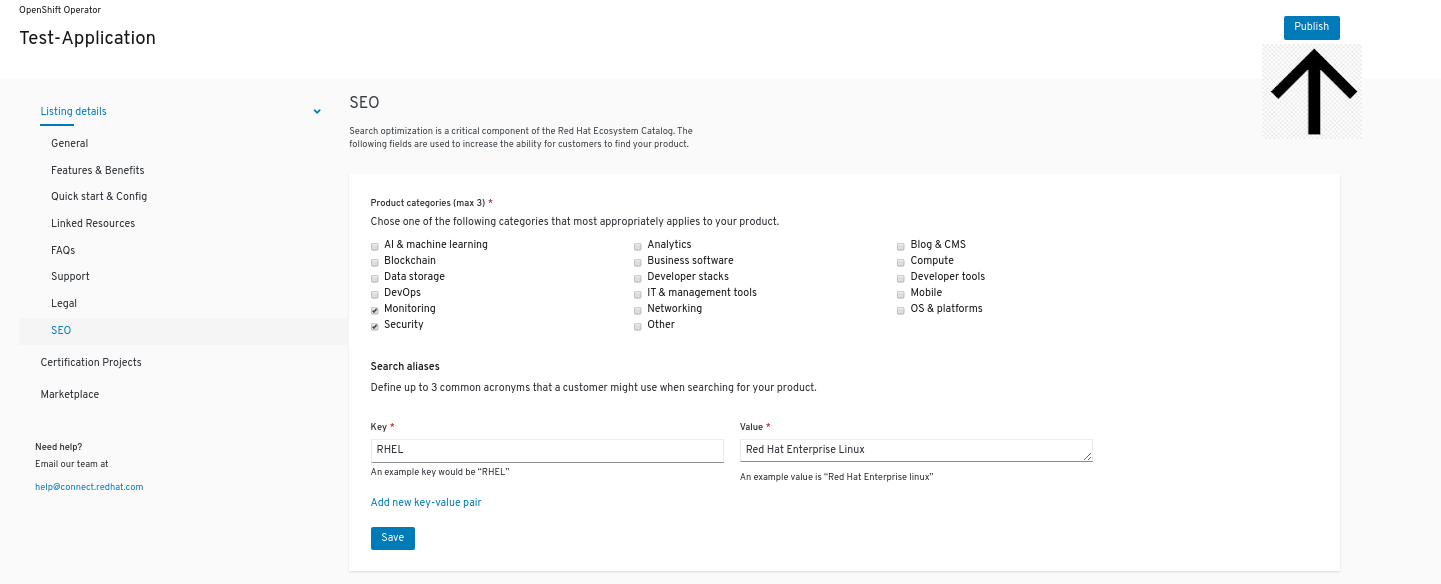 OpenShift Operator
Test-Application
Publish
Listing details
General
Features & Benefits
Quick start & Config
Linked Resources
FAQs
Support
Legal
SEO
Certification Projects
Marketplace
Need help?
Email our team at
help@connect.redhat.com
SEO
Search optimization is a critical component of the Red Hat Ecosystem Catalog. The
following fields are used to increase the ability for customers to find your product.
Product categories (max 3) *
Chose one of the following categories that most appropriately applies to your product.
AI & machine learning Analytics Blog & CMS
Blockchain Business software Compute
Data storage Developer stacks Developer tools
DevOps IT & management tools Mobile
Monitoring Networking OS & platforms
Security Other
Search aliases
Define up to 3 common acronyms that a customer might use when searching for your product.
Key * Value *
RHEL Red Hat Enterprise Linux
An example key would be “RHEL” An example value is “Red Hat Enterprise linux”
Add new key-value pair
Save